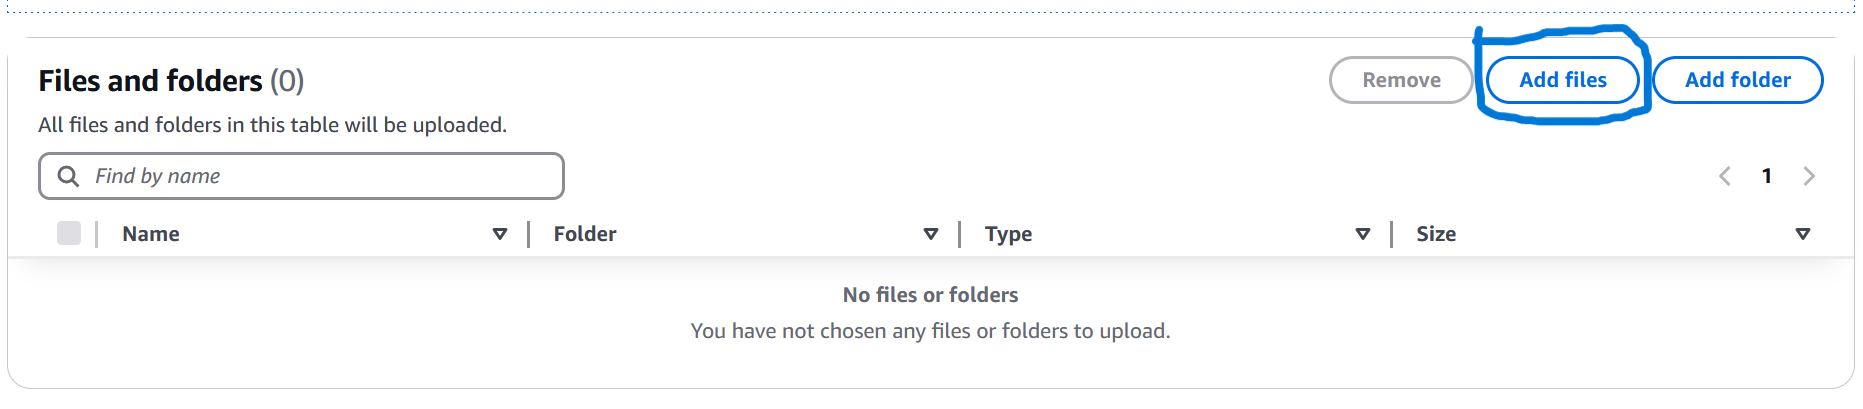 Files and folders (0)
Remove
Add files
Add folder
All files and folders in this table will be uploaded.
Find by name
1
Name
Folder
Type
Size
No files or folders
You have not chosen any files or folders to upload.